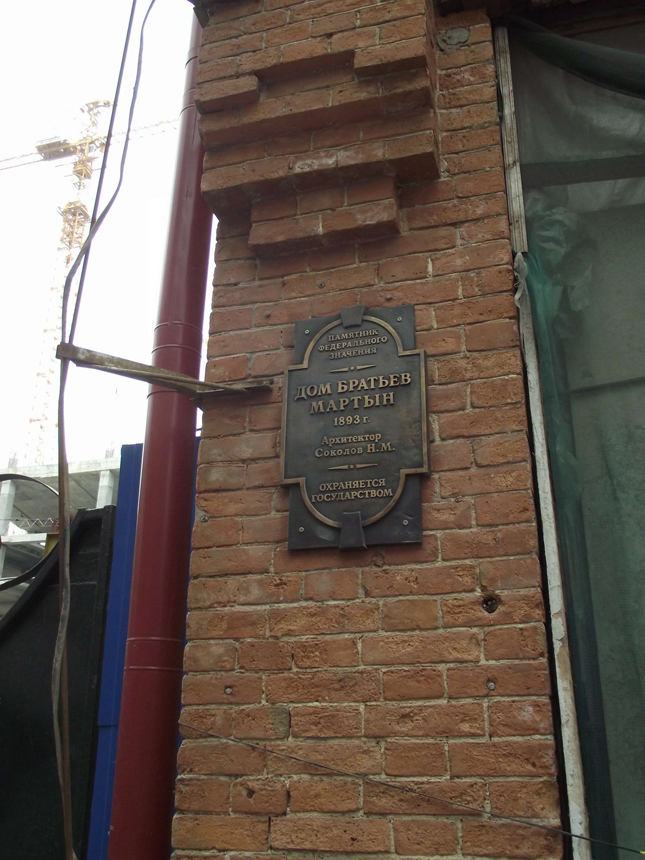 ПАМЯТНИК
ФЕДЕРАЛЬНОГО
ЗНАЧЕНИЯ
ДОМ БРАТЬЕВ
МАРТЫН
1893 г.
Архитектор
Соколов Н.М.
ОХРАНЯЕТСЯ
ГОСУДАРСТВОМ